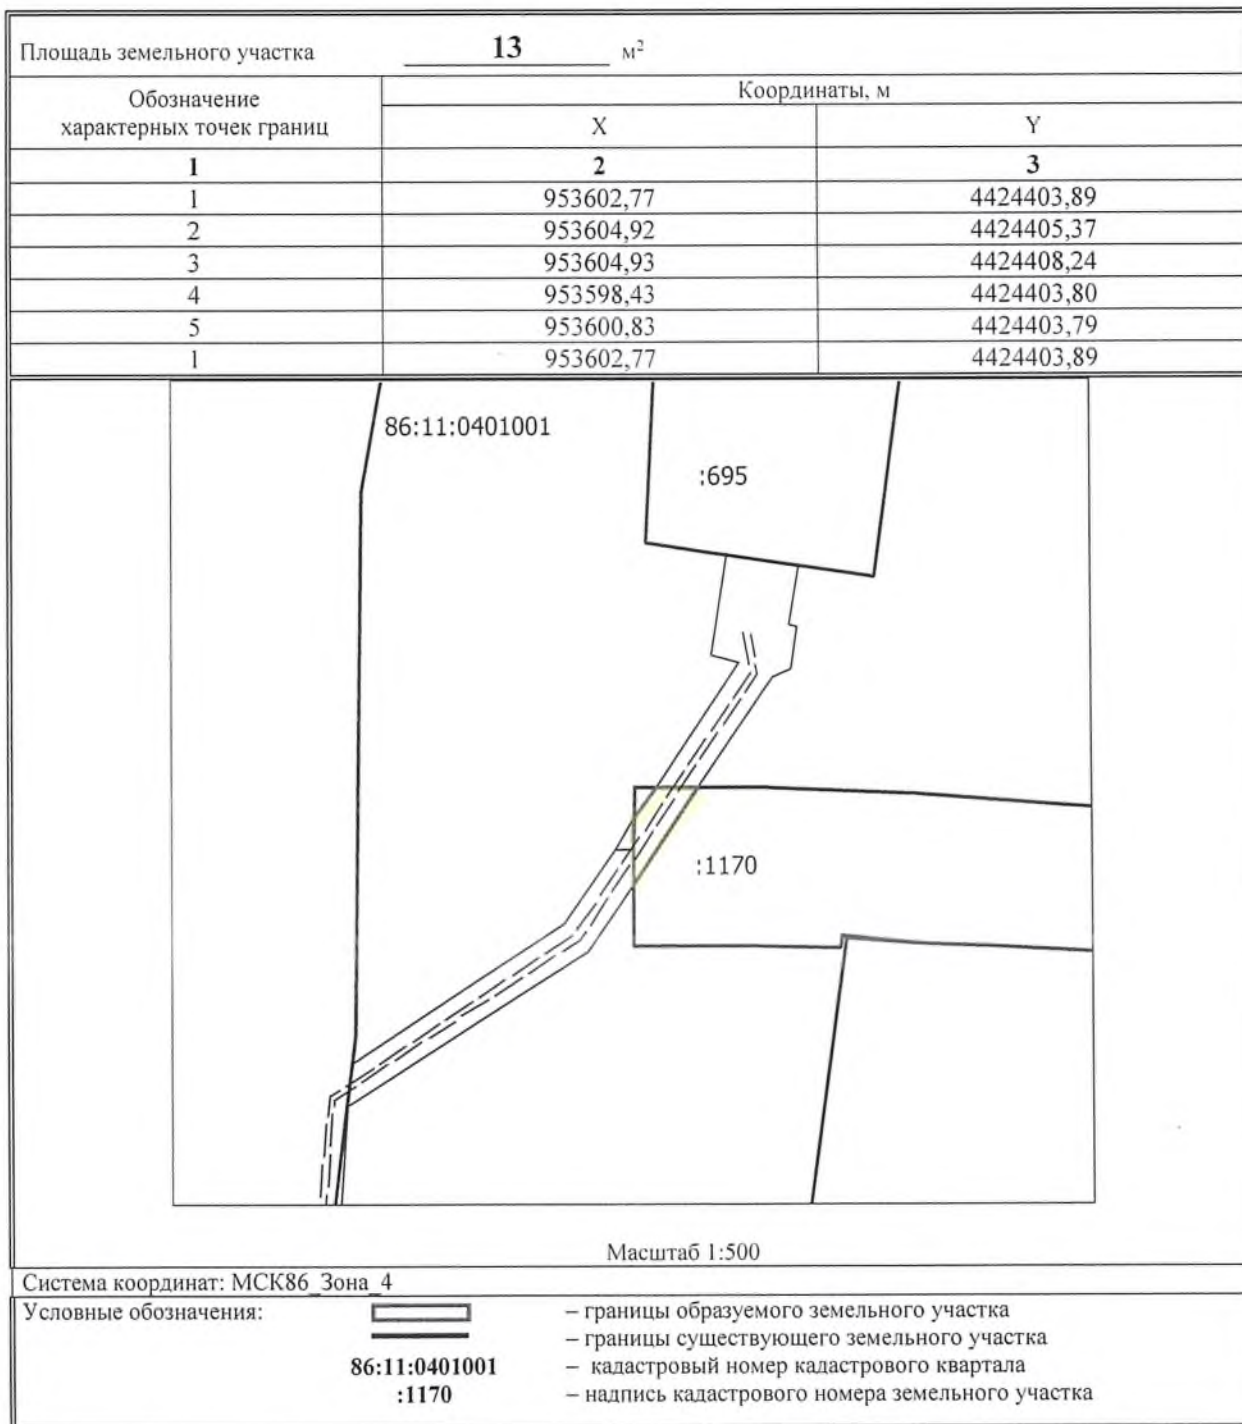 Площадь земельного участка 13 м²
Обозначение характерных точек границ Координаты, м
X Y
1 2 3
1 953602,77 4424403,89
2 953604,92 4424405,37
3 953604,93 4424408,24
4 953598,43 4424403,80
5 953600,83 4424403,79
1 953602,77 4424403,89
86:11:0401001
:695
:1170
Масштаб 1:500
Система координат: МСК86_Зона_4
Условные обозначения: – границы образуемого земельного участка
– границы существующего земельного участка
86:11:0401001 – кадастровый номер кадастрового квартала
:1170 – надпись кадастрового номера земельного участка